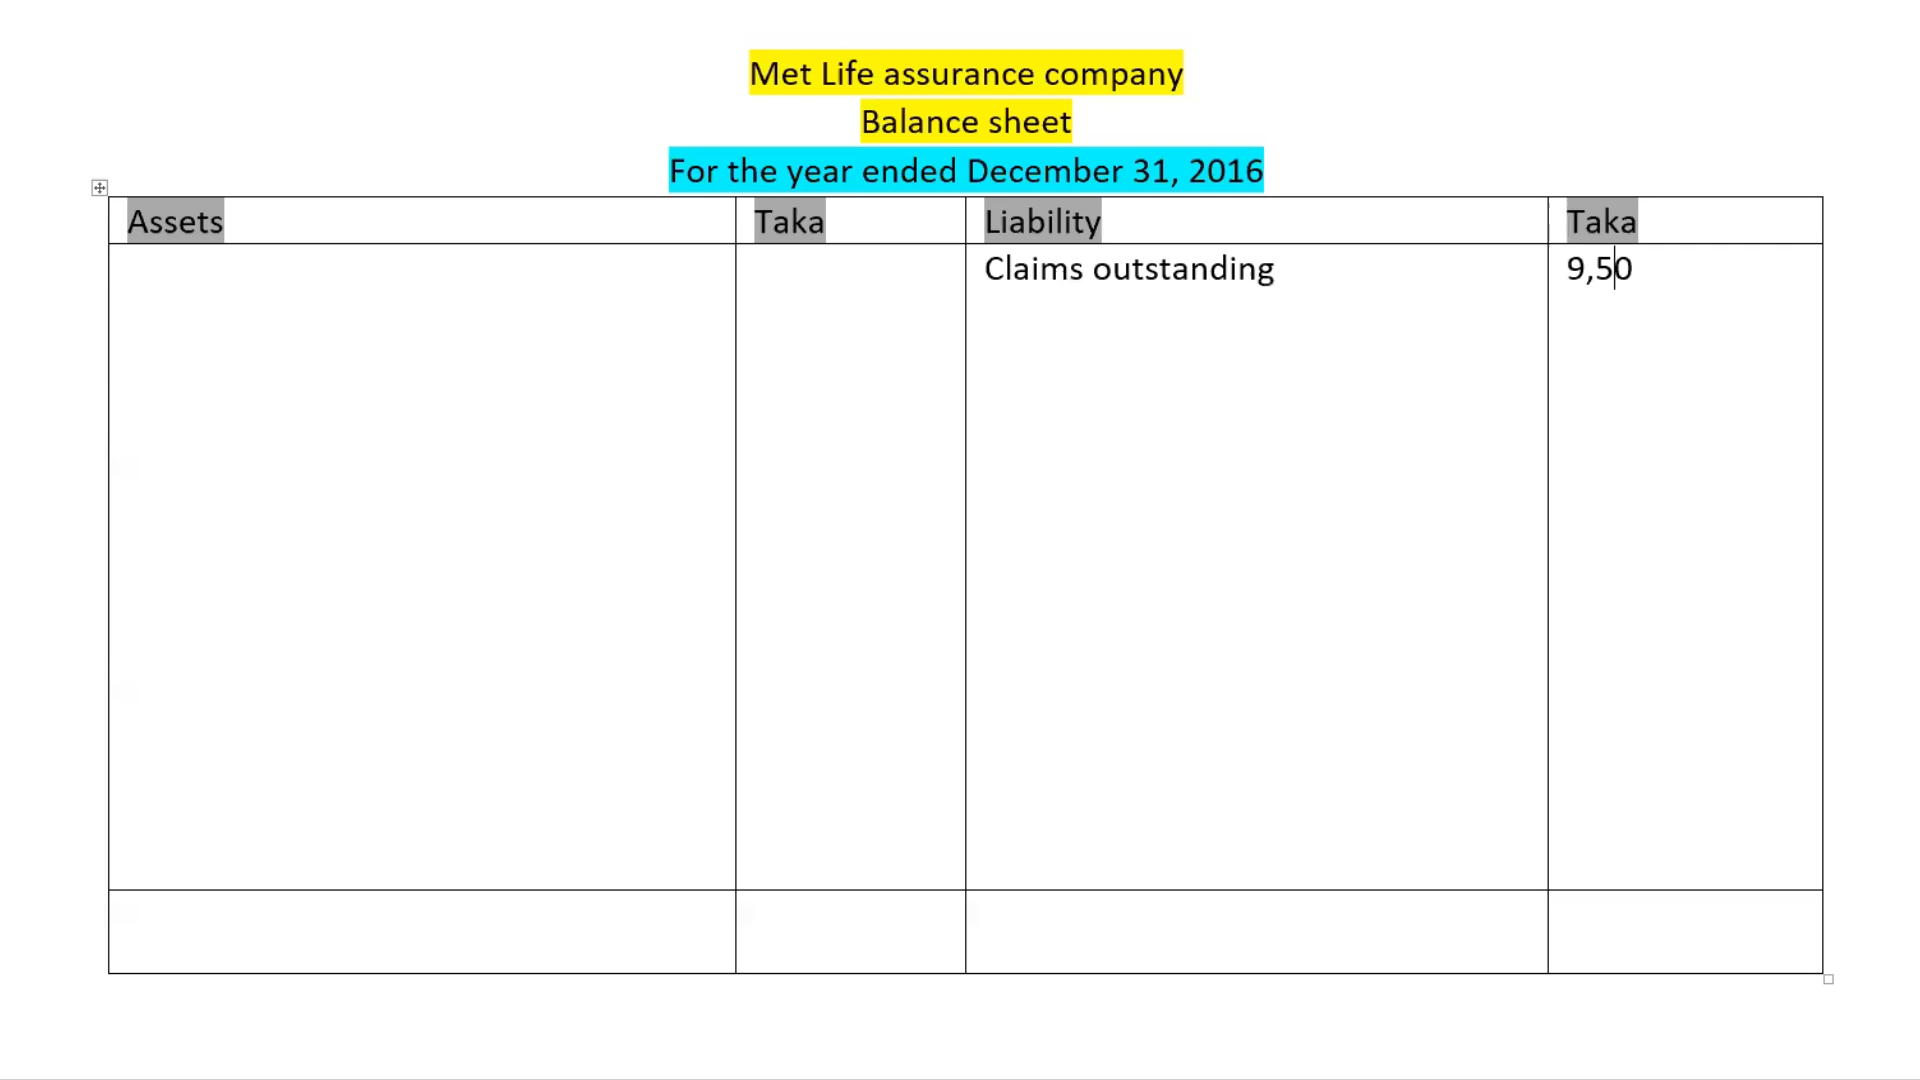 Met Life assurance company
Balance sheet
For the year ended December 31, 2016
Assets Taka Liability Taka
Claims outstanding 9,50